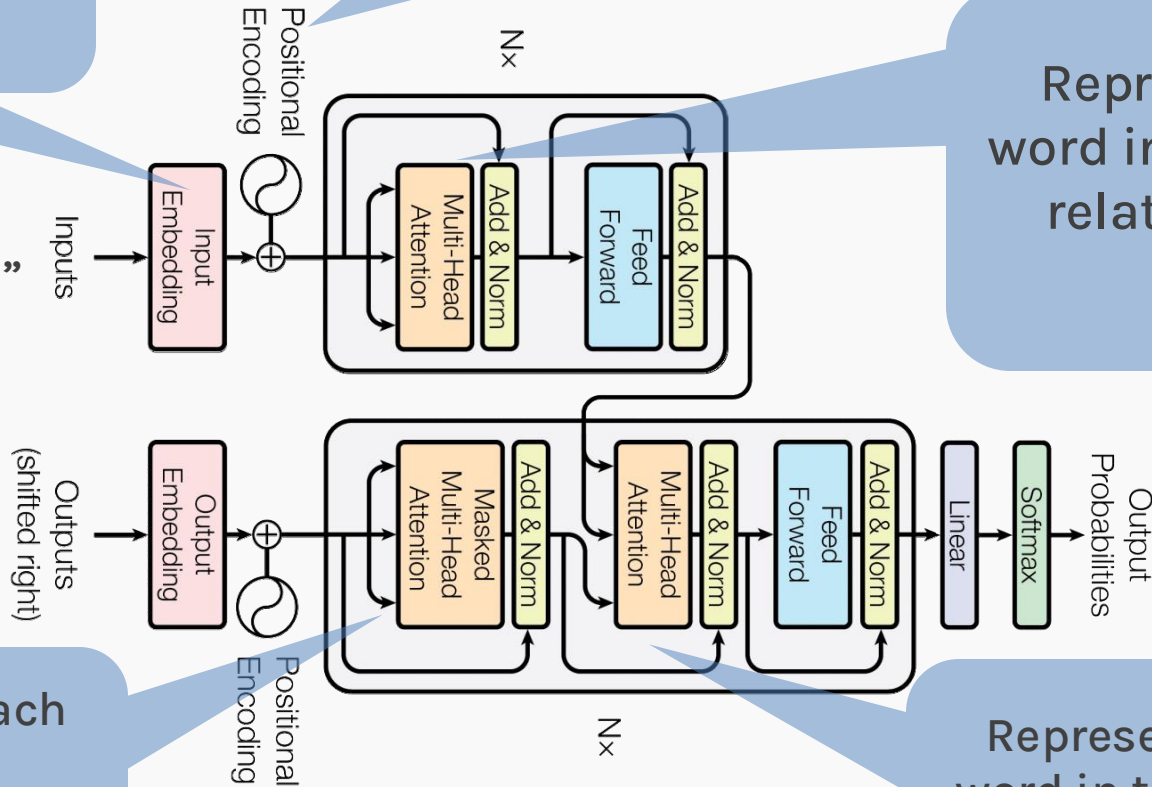 Positional
Encoding
Nx
Repr
word in
relat
Inputs
Input
Embedding
Multi-Head
Attention
Add & Norm
Feed
Forward
Add & Norm
”
Outputs
(shifted right)
Output
Embedding
Masked
Multi-Head
Attention
Add & Norm
Multi-Head
Attention
Add & Norm
Feed
Forward
Add & Norm
Linear
Softmax
Output
Probabilities
Positional
Encoding
Nx
ach
Represe
word in t